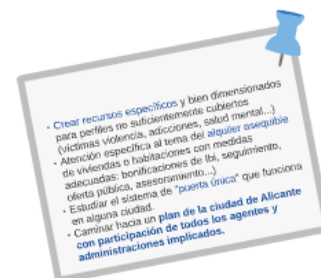 · Crear recursos específicos y bien dimensionados
para perfiles no suficientemente cubiertos
(víctimas violencia, adicciones, salud mental...)
· Atención específica al tema del alquiler asequible
de viviendas o habitaciones con medidas
adecuadas: bonificaciones de Ibi, seguimiento,
oferta pública, asesoramiento...)
· Estudiar el sistema de "puerta única" que funciona
en alguna ciudad.
· Caminar hacia un plan de la ciudad de Alicante
con participación de todos los agentes y
administraciones implicados.